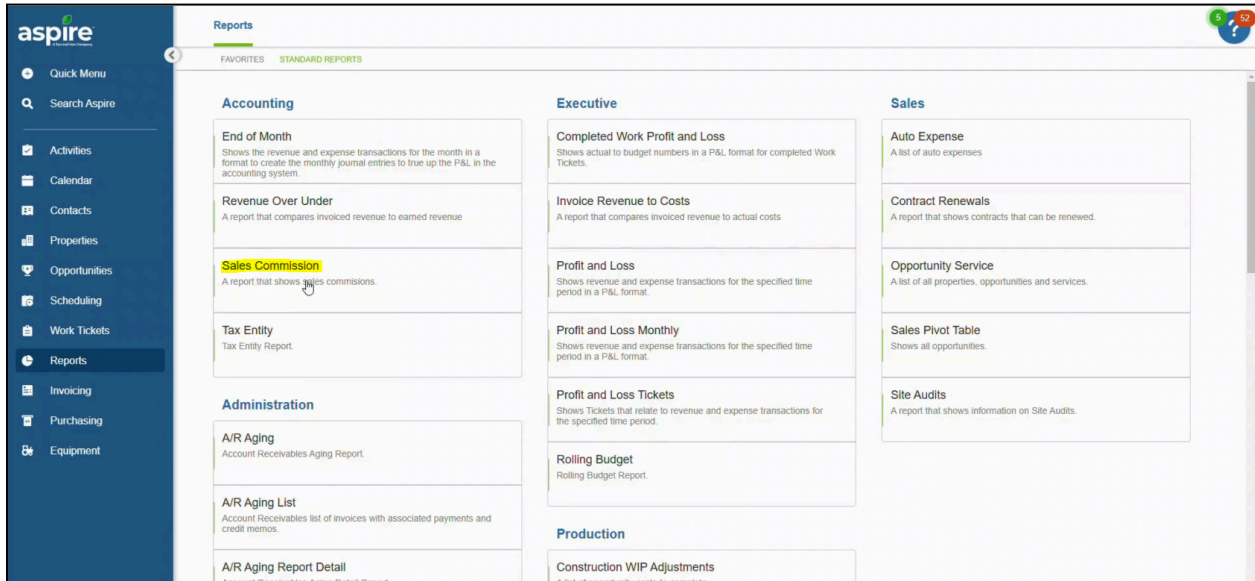 aspire
Quick Menu
Search Aspire
Activities
Calendar
Contacts
Properties
Opportunities
Scheduling
Work Tickets
Reports
Invoicing
Purchasing
Equipment
Reports
5
52
?
FAVORITES STANDARD REPORTS
Accounting
End of Month
Shows the revenue and expense transactions for the month in a
format to create the monthly journal entries to true up the P&L in the
accounting system.
Revenue Over Under
A report that compares invoiced revenue to earned revenue
Sales Commission
A report that shows sales commisions.
Tax Entity
Tax Entity Report.
Administration
A/R Aging
Account Receivables Aging Report.
A/R Aging List
Account Receivables list of invoices with associated payments and
credit memos.
A/R Aging Report Detail
Executive
Completed Work Profit and Loss
Shows actual to budget numbers in a P&L format for completed Work
Tickets.
Invoice Revenue to Costs
A report that compares invoiced revenue to actual costs
Profit and Loss
Shows revenue and expense transactions for the specified time
period in a P&L format.
Profit and Loss Monthly
Shows revenue and expense transactions for the specified time
period in a P&L format.
Profit and Loss Tickets
Shows Tickets that relate to revenue and expense transactions for
the specified time period.
Rolling Budget
Rolling Budget Report.
Production
Construction WIP Adjustments
Sales
Auto Expense
A list of auto expenses
Contract Renewals
A report that shows contracts that can be renewed.
Opportunity Service
A list of all properties, opportunities and services.
Sales Pivot Table
Shows all opportunities.
Site Audits
A report that shows information on Site Audits.